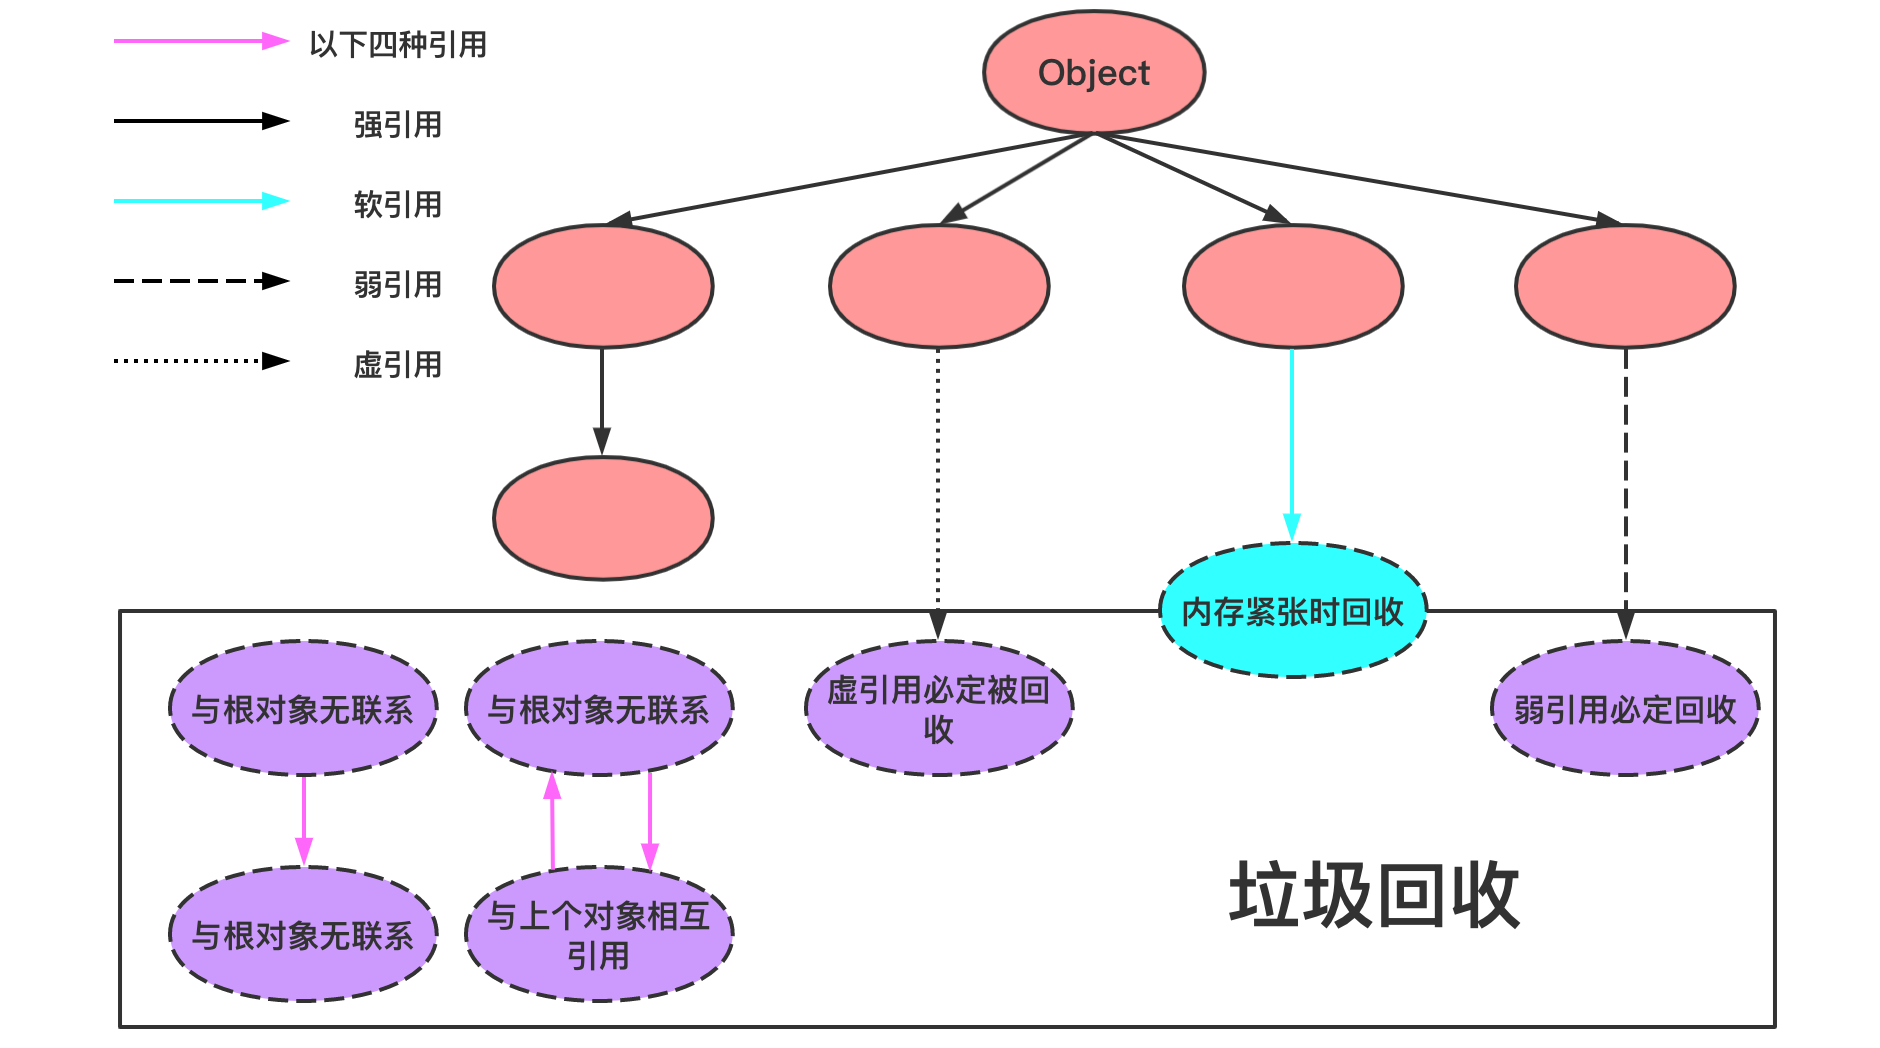 以下四种引用
强引用
软引用
弱引用
虚引用
Object
内存紧张时回收
与根对象无联系
与根对象无联系
虚引用必定被回
收
弱引用必定回收
与根对象无联系
与上个对象相互
引用
垃圾回收